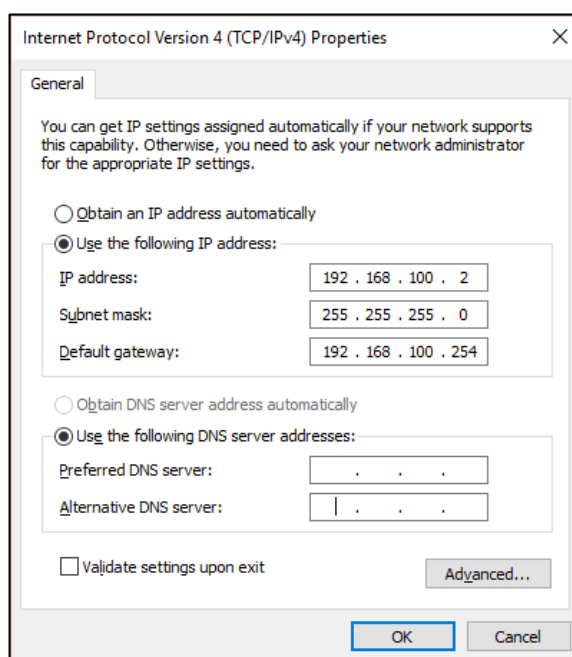 Internet Protocol Version 4 (TCP/IPv4) Properties
General
You can get IP settings assigned automatically if your network supports
this capability. Otherwise, you need to ask your network administrator
for the appropriate IP settings.
Obtain an IP address automatically
Use the following IP address:
IP address: 192 . 168 . 100 . 2
Subnet mask: 255 . 255 . 255 . 0
Default gateway: 192 . 168 . 100 . 254
Obtain DNS server address automatically
Use the following DNS server addresses:
Preferred DNS server: . . .
Alternative DNS server: . . .
Validate settings upon exit
Advanced...
OK Cancel